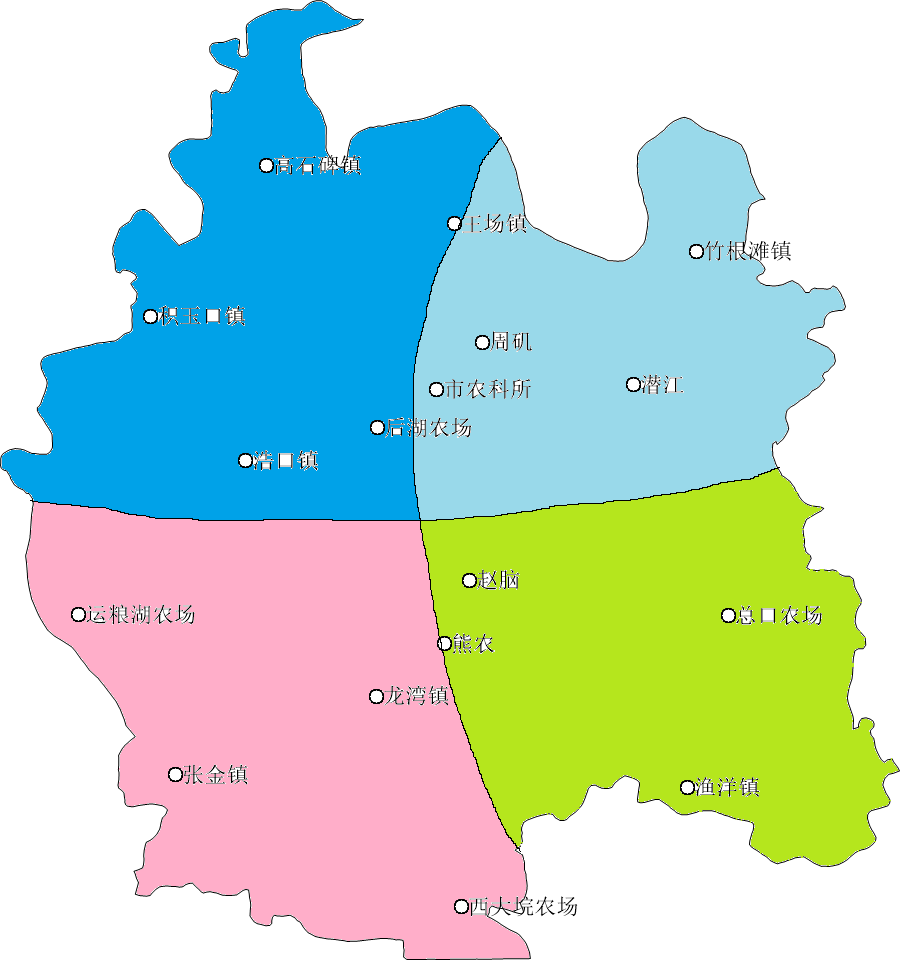 高石碑镇
王场镇
竹根滩镇
积玉口镇
周矶
市农科所
潜江
后湖农场
浩口镇
赵脑
运粮湖农场
总口农场
熊农
龙湾镇
张金镇
渔洋镇
西大垸农场